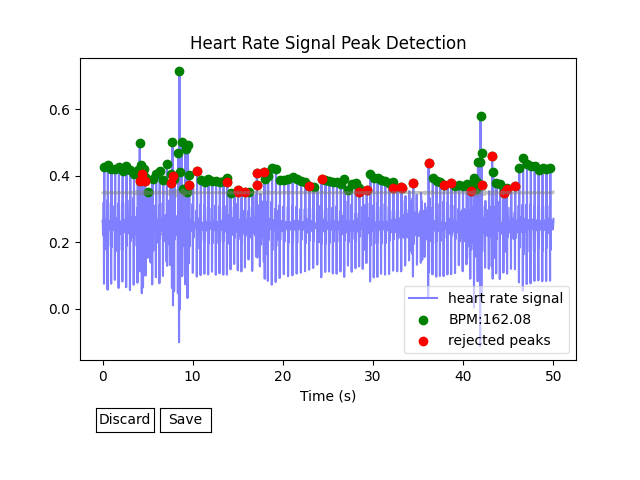 Heart Rate Signal Peak Detection
0.6
0.4
0.2
0.0
heart rate signal
BPM:162.08
rejected peaks
0 10 20 30 40 50
Time (s)
Discard Save